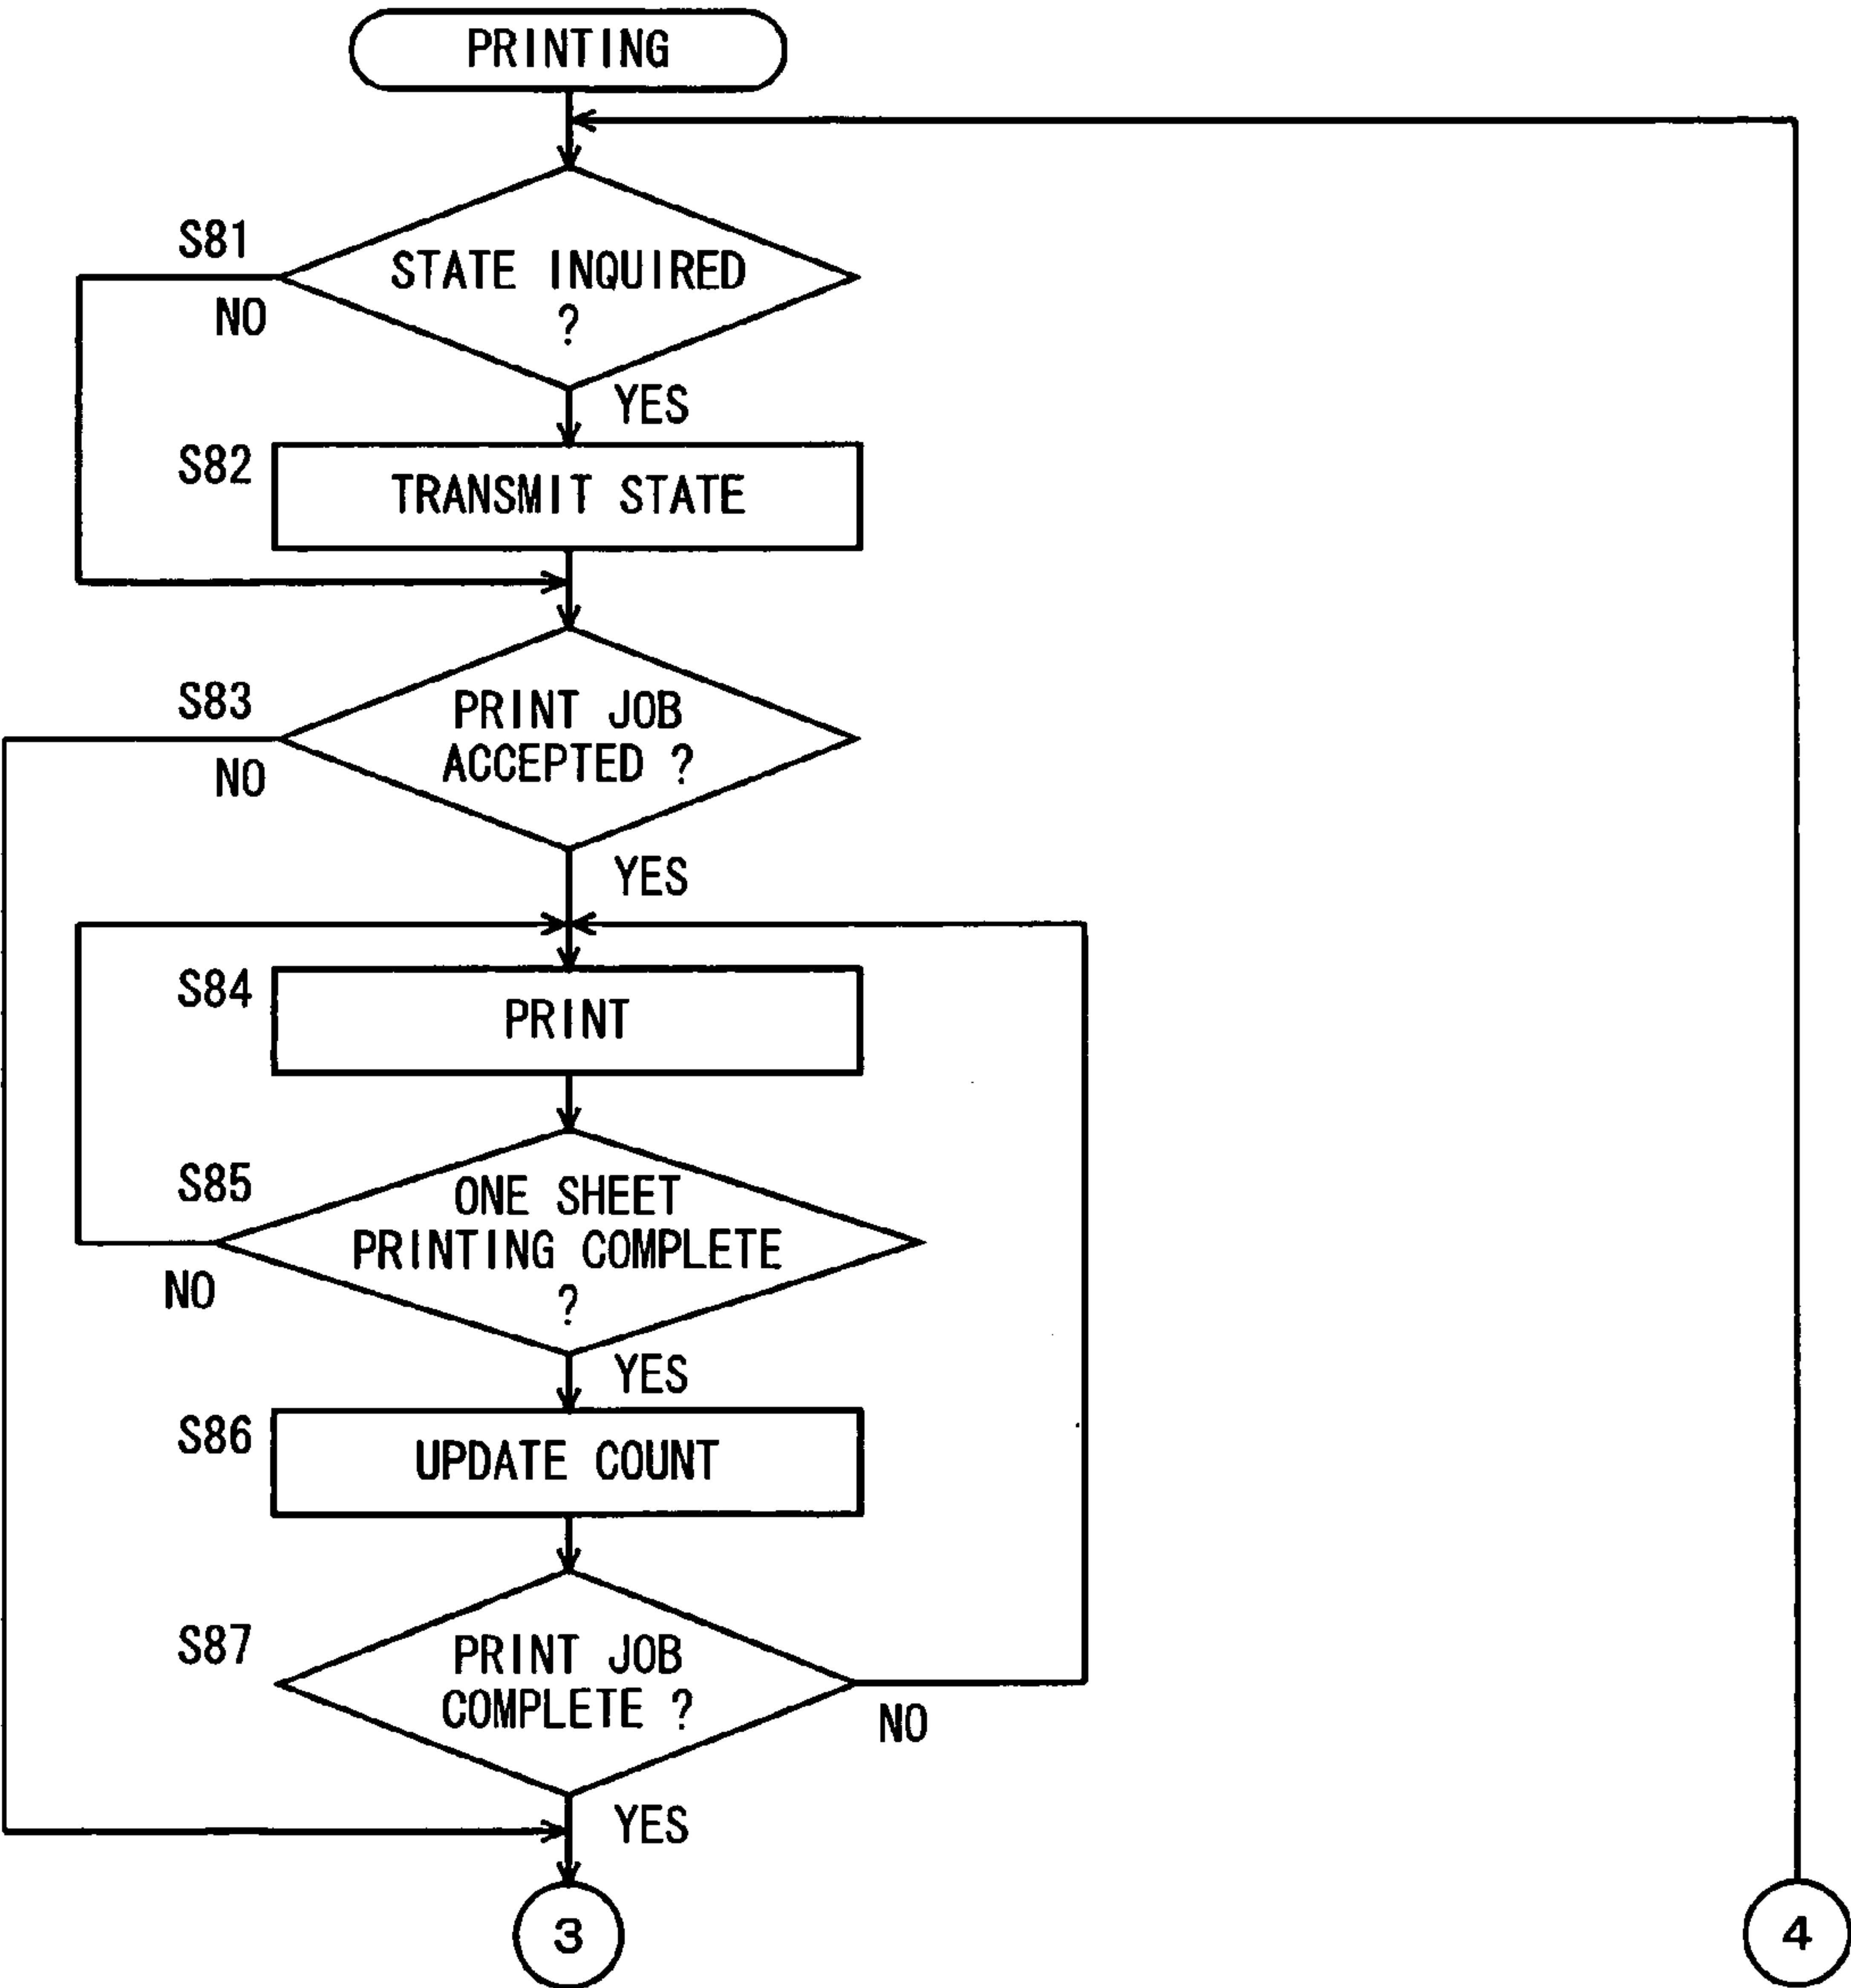 PRINTING
S81
STATE INQUIRED
?
NO
YES
S82
TRANSMIT STATE
S83
PRINT JOB
ACCEPTED ?
NO
YES
S84
PRINT
S85
ONE SHEET
PRINTING COMPLETE
?
NO
YES
S86
UPDATE COUNT
S87
PRINT JOB
COMPLETE ?
NO
YES
3
4